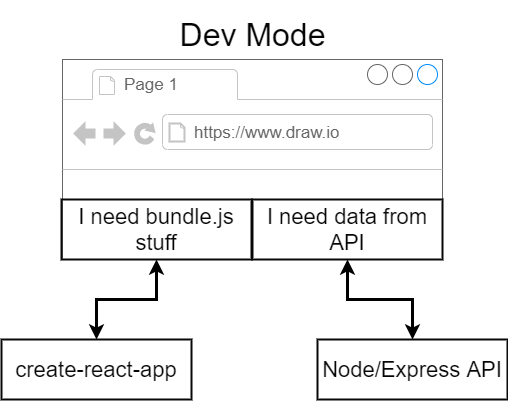 Dev Mode
Page 1
https://www.draw.io
I need bundle.js
stuff
I need data from
API
create-react-app
Node/Express API